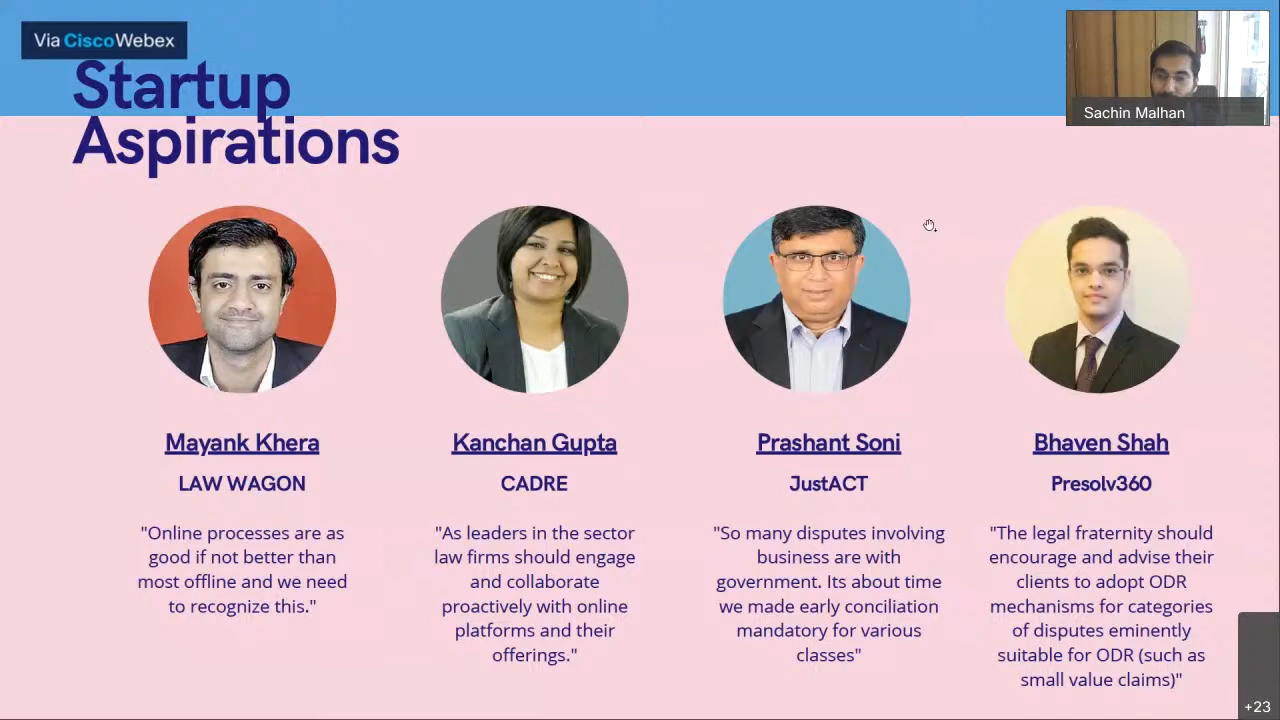 Via CiscoWebex
Startup
Aspirations
Sachin Malhan
Mayank Khera
LAW WAGON
"Online processes are as
good if not better than
most offline and we need
to recognize this."
Kanchan Gupta
CADRE
"As leaders in the sector
law firms should engage
and collaborate
proactively with online
platforms and their
offerings."
Prashant Soni
JustACT
"So many disputes involving
business are with
government. Its about time
we made early conciliation
mandatory for various
classes"
Bhaven Shah
Presolv360
"The legal fraternity should
encourage and advise their
clients to adopt ODR
mechanisms for categories
of disputes eminently
suitable for ODR (such as
small value claims)"
+23